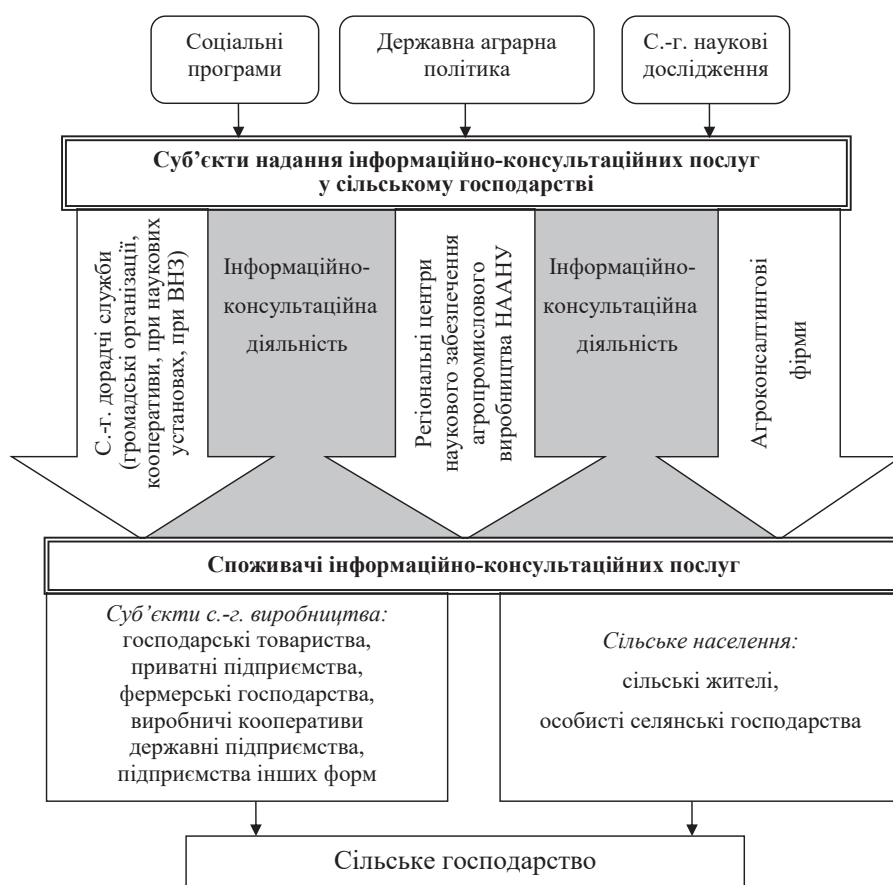 Соціальні
програми
Державна аграрна
політика
С.-г. наукові
дослідження
Суб’єкти надання інформаційно-консультаційних послуг
у сільському господарстві
С.-г. дорадчі служби
(громадські організації,
кооперативи, при наукових
установах, при ВНЗ)
Інформаційно-
консультаційна
діяльність
Регіональні центри
наукового забезпечення
агропромислового
виробництва НААНУ
Інформаційно-
консультаційна
діяльність
Агроконсалтингові
фірми
Споживачі інформаційно-консультаційних послуг
Суб’єкти с.-г. виробництва:
господарські товариства,
приватні підприємства,
фермерські господарства,
виробничі кооперативи
державні підприємства,
підприємства інших форм
Сільське населення:
сільські жителі,
особисті селянські господарства
Сільське господарство